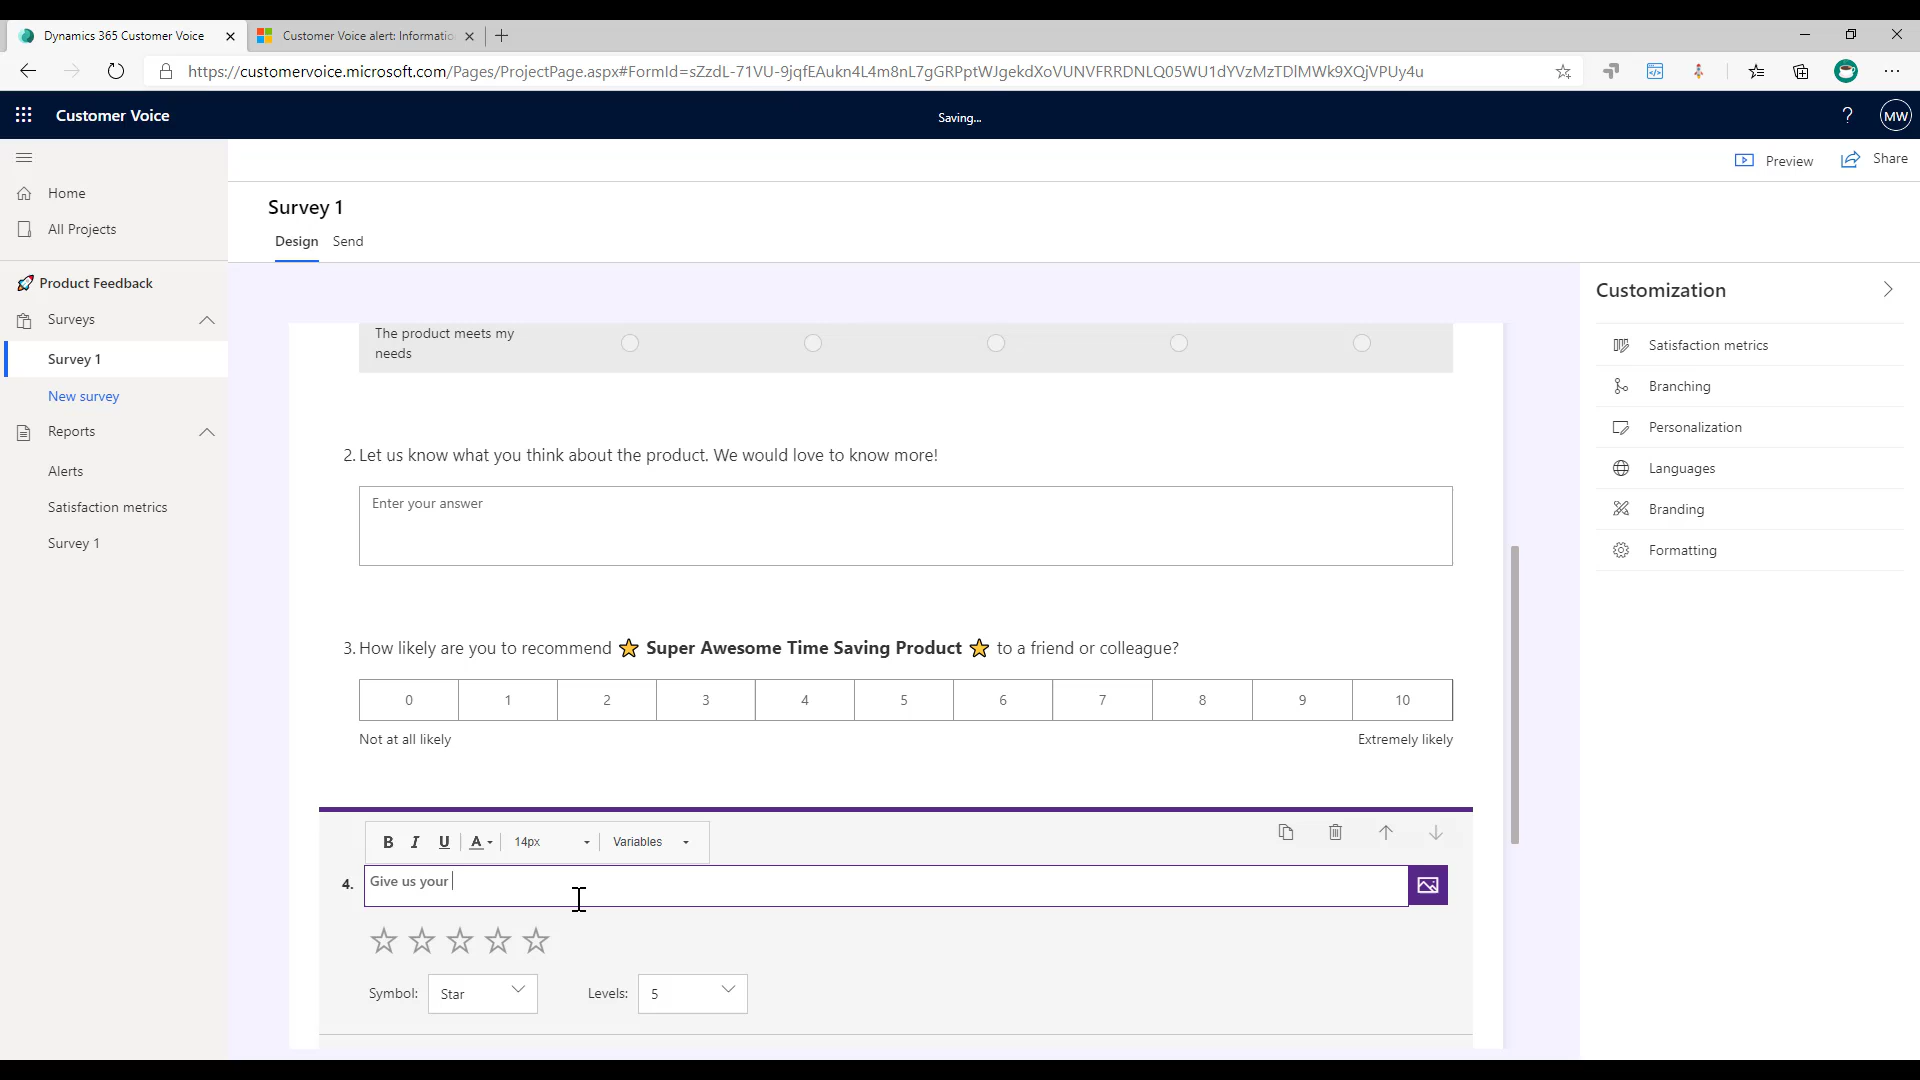 Dynamics 365 Customer Voice
Customer Voice alert: Informatio
https://customervoice.microsoft.com/Pages/ProjectPage.aspx#FormId=sZzdL-71VU-9jqfEAukn4L4m8nL7gGRPptWJgekdXoVUNVFRRDNLQ05WU1dYVzMzTDlMWk9XQjVPUy4u
Customer Voice
Saving...
?
MW
Preview
Share
Home
All Projects
Product Feedback
Surveys
Survey 1
New survey
Reports
Alerts
Satisfaction metrics
Survey 1
Survey 1
Design
Send
The product meets my
needs
2. Let us know what you think about the product. We would love to know more!
Enter your answer
3. How likely are you to recommend ⭐ Super Awesome Time Saving Product ⭐ to a friend or colleague?
0 1 2 3 4 5 6 7 8 9 10
Not at all likely
Extremely likely
B I U A 14px Variables
4. Give us your
Symbol: Star Levels: 5
Customization
Satisfaction metrics
Branching
Personalization
Languages
Branding
Formatting